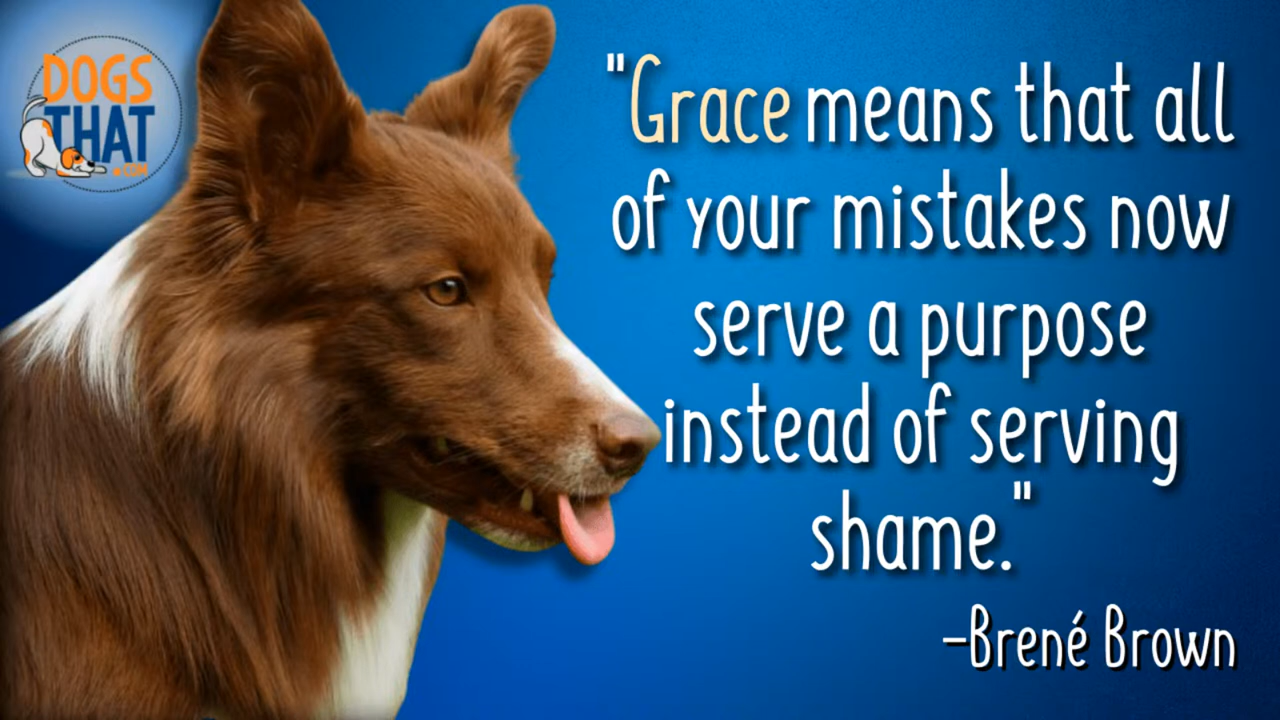 DOGS
THAT
.COM
"Grace means that all
of your mistakes now
serve a purpose
instead of serving
shame."
-Brené Brown